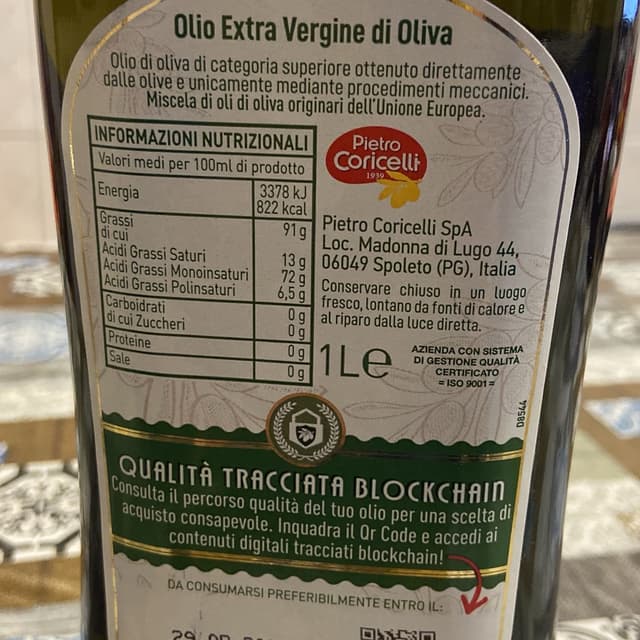 Olio Extra Vergine di Oliva
Olio di oliva di categoria superiore ottenuto direttamente
dalle olive e unicamente mediante procedimenti meccanici.
Miscela di oli di oliva originari dell'Unione Europea.
INFORMAZIONI NUTRIZIONALI
Valori medi per 100ml di prodotto
Energia 3378 kJ
822 kcal
Grassi 91 g
di cui
Acidi Grassi Saturi 13 g
Acidi Grassi Monoinsaturi 72 g
Acidi Grassi Polinsaturi 6,5 g
Carboidrati 0 g
di cui Zuccheri 0 g
Proteine 0 g
Sale 0 g
Pietro
Coricelli
1939
Pietro Coricelli SpA
Loc. Madonna di Lugo 44,
06049 Spoleto (PG), Italia
Conservare chiuso in un luogo
fresco, lontano da fonti di calore e
al riparo dalla luce diretta.
1L e
AZIENDA CON SISTEMA
DI GESTIONE QUALITÀ
CERTIFICATO
= ISO 9001 =
D8544
QUALITÀ TRACCIATA BLOCKCHAIN
Consulta il percorso qualità del tuo olio per una scelta di
acquisto consapevole. Inquadra il Qr Code e accedi ai
contenuti digitali tracciati blockchain!
DA CONSUMARSI PREFERIBILMENTE ENTRO IL: